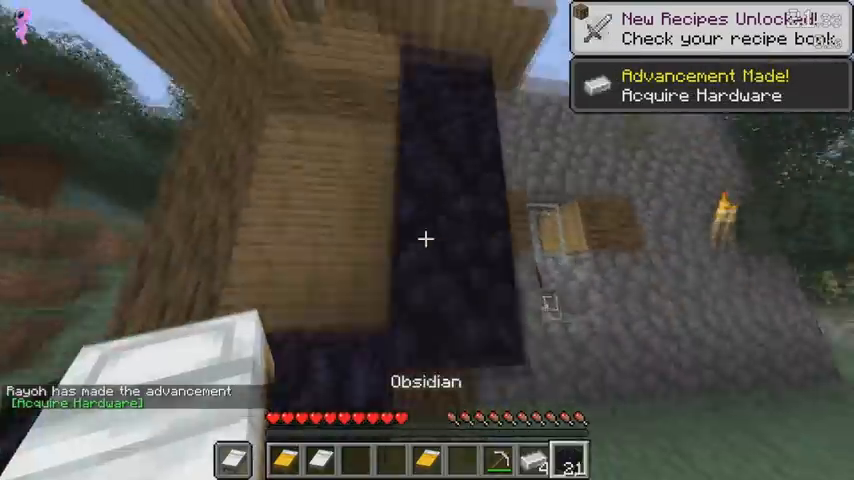 New Recipes Unlocked!
Check your recipe book
Advancement Made!
Acquire Hardware
Obsidian
Rayoh has made the advancement
[Acquire Hardware]
4
21